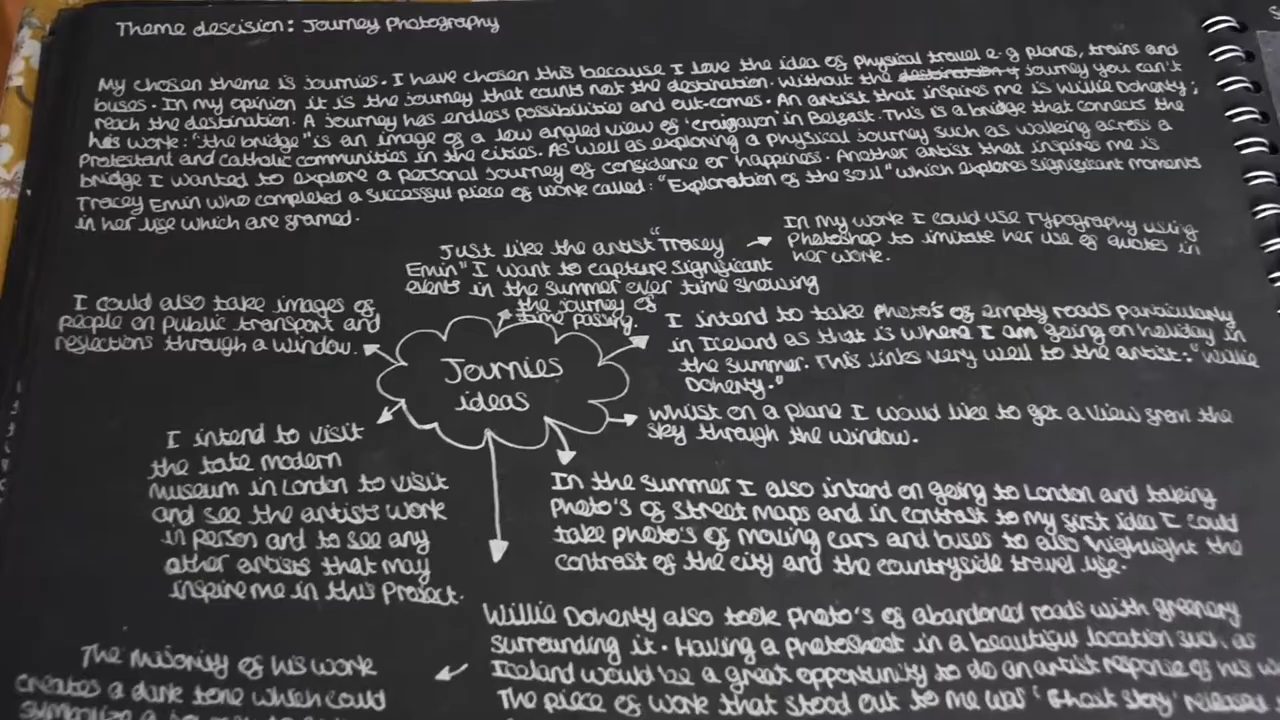 Theme descision: Journey Photography
My chosen theme is journies. I have chosen this because I love the idea of physical travel e.g planes, trains and
buses. In my opinion it is the journey that counts not the destination. Without the destination y journey you can't
reach the destination. A journey has endless possibilities and out-comes. An artist that inspires me is Willie Doherty;
his work: "the bridge" is an image of a low angled view of 'craigavon' in Belfast. This is a bridge that connects the
Protestant and Catholic communities in the cities. As well as exploring a physical journey such as walking across a
bridge I wanted to explore a personal journey of confidence or happiness. Another artist that inspires me is
Tracey Emin who completed a successful piece of work called: "Exploration of the soul" which explores significant moments
in her life which are framed.
Just like the artist "Tracey
Emin" I want to capture significant
events in the summer over time showing
the journey of
time passing.
In my work I could use Typography using
Photoshop to imitate her use of quotes in
her work.
I could also take images of
people on public transport and
reflections through a window.
Journies
ideas
I intend to take photo's of empty roads particularly
in Iceland as that is where I am going on holiday in
the summer. This links very well to the artist: "Willie
Doherty."
Whilst on a plane I would like to get a view from the
sky through the window.
I intend to visit
the tate modern
museum in London to visit
and see the artists work
in person and to see any
other artists that may
inspire me in this project.
In the summer I also intend on going to London and taking
photo's of street maps and in contrast to my first idea I could
take photo's of moving cars and buses to also highlight the
contrast of the city and the countryside travel life.
Willie Doherty also took photo's of abandoned roads with greenery
surrounding it. Having a photoshoot in a beautiful location such as
Iceland would be a great opportunity to do an artist response of his
The piece of work that stood out to me was 'Ghost Story' released
The majority of his work
creates a dark tone which could
symbolize a